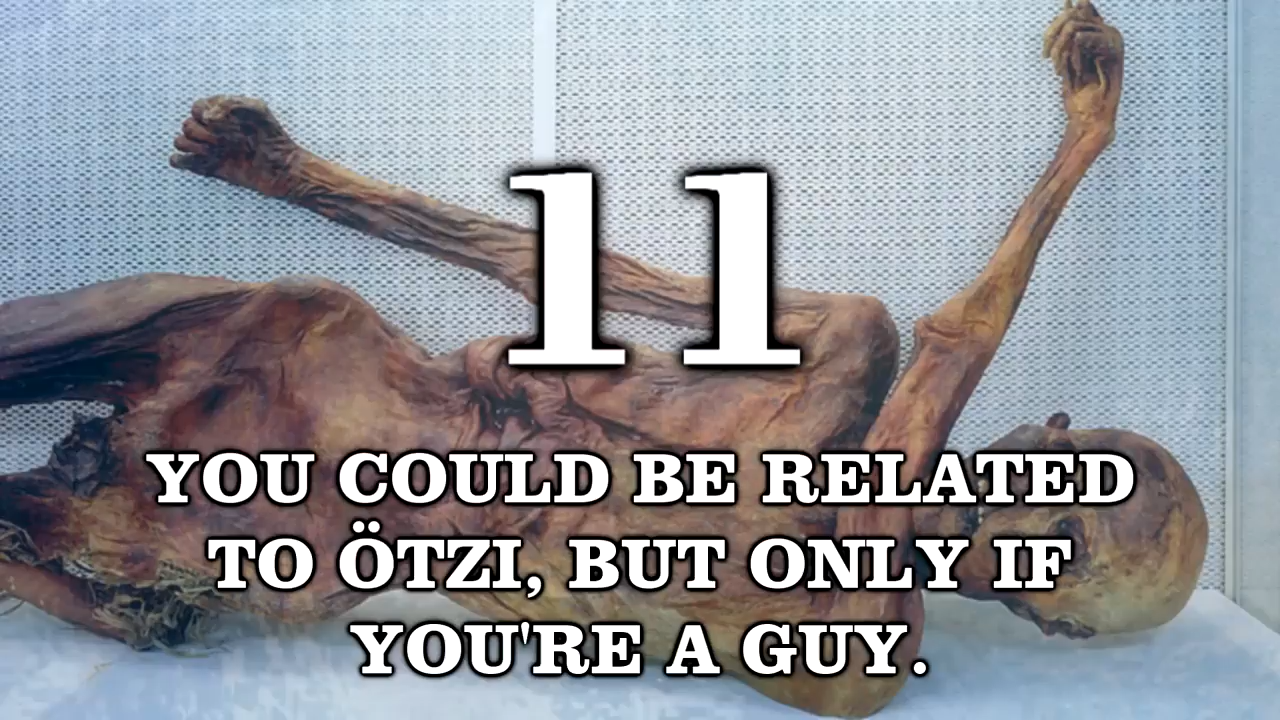 11
YOU COULD BE RELATED
TO ÖTZI, BUT ONLY IF
YOU'RE A GUY.